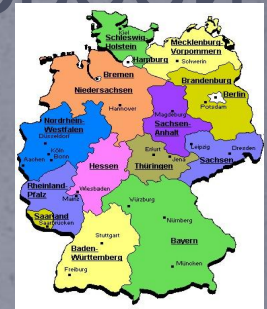 Kiel
Schleswig-
Holstein
Mecklenburg-
Vorpommern
Schwerin
Hamburg
Bremen
Niedersachsen
Brandenburg
Berlin
Potsdam
Hannover
Magdeburg
Sachsen-
Anhalt
Nordrhein-
Westfalen
Düsseldorf
Köln
Bonn
Aachen
Leipzig
Dresden
Sachsen
Hessen
Erfurt
Jena
Thüringen
Rheinland-
Pfalz
Wiesbaden
Mainz
Saarland
Saarbrücken
Würzburg
Nürnberg
Bayern
Stuttgart
Baden-
Württemberg
Freiburg
München